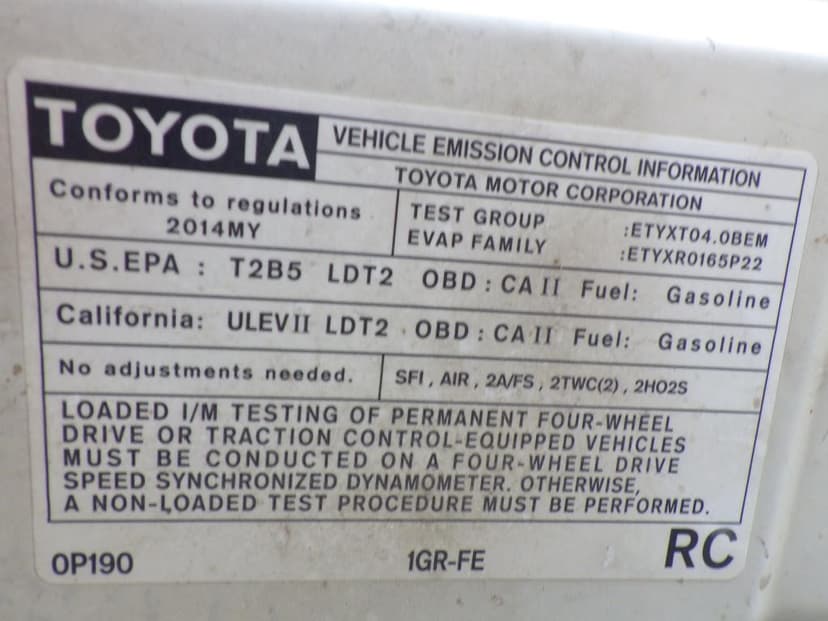 TOYOTA
VEHICLE EMISSION CONTROL INFORMATION
TOYOTA MOTOR CORPORATION
Conforms to regulations
2014MY
TEST GROUP :ETYXT04.0BEM
EVAP FAMILY :ETYXR0165P22
U.S.EPA : T2B5 LDT2 OBD : CA II Fuel: Gasoline
California: ULEV II LDT2 OBD : CA II Fuel: Gasoline
No adjustments needed.
SFI , AIR , 2A/FS , 2TWC(2) , 2HO2S
LOADED I/M TESTING OF PERMANENT FOUR-WHEEL
DRIVE OR TRACTION CONTROL-EQUIPPED VEHICLES
MUST BE CONDUCTED ON A FOUR-WHEEL DRIVE
SPEED SYNCHRONIZED DYNAMOMETER. OTHERWISE,
A NON-LOADED TEST PROCEDURE MUST BE PERFORMED.
0P190 1GR-FE RC